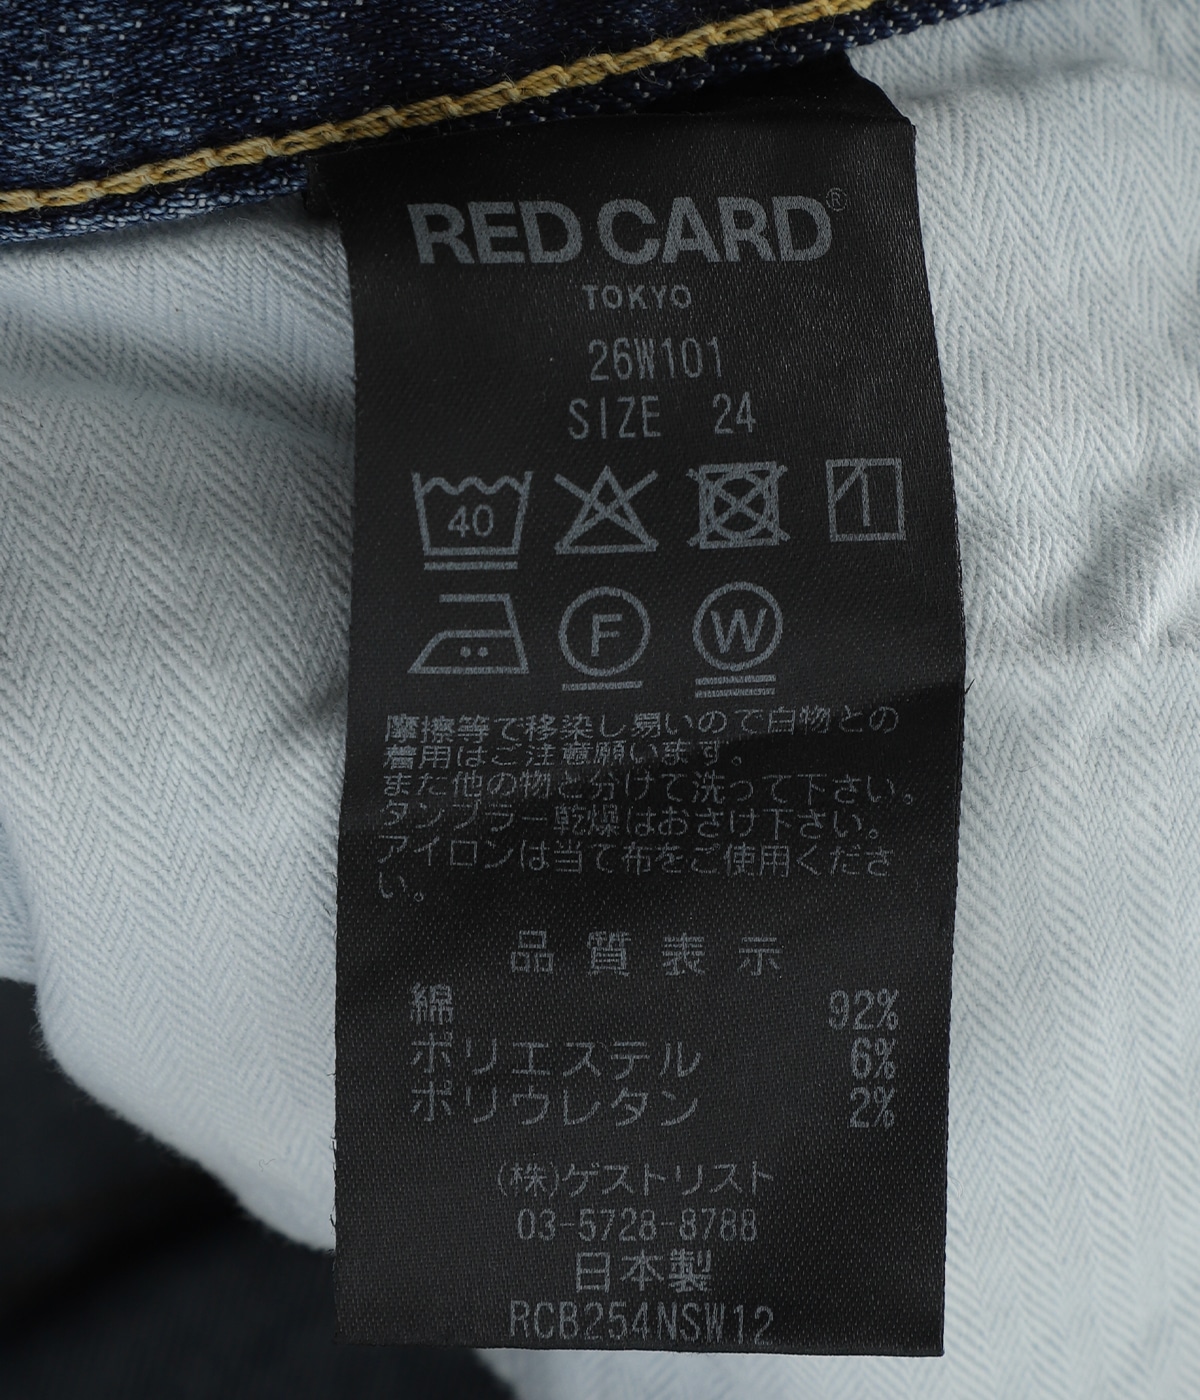 RED CARD®
TOKYO
26W101
SIZE 24
40
F W
摩擦等で移染し易いので白物との
着用はご注意願います。
また他の物と分けて洗って下さい。
タンブラー乾燥はおさけ下さい。
アイロンは当て布をご使用くださ
い。
品質表示
綿 92%
ポリエステル 6%
ポリウレタン 2%
(株)ゲストリスト
03-5728-8788
日本製
RCB254NSW12